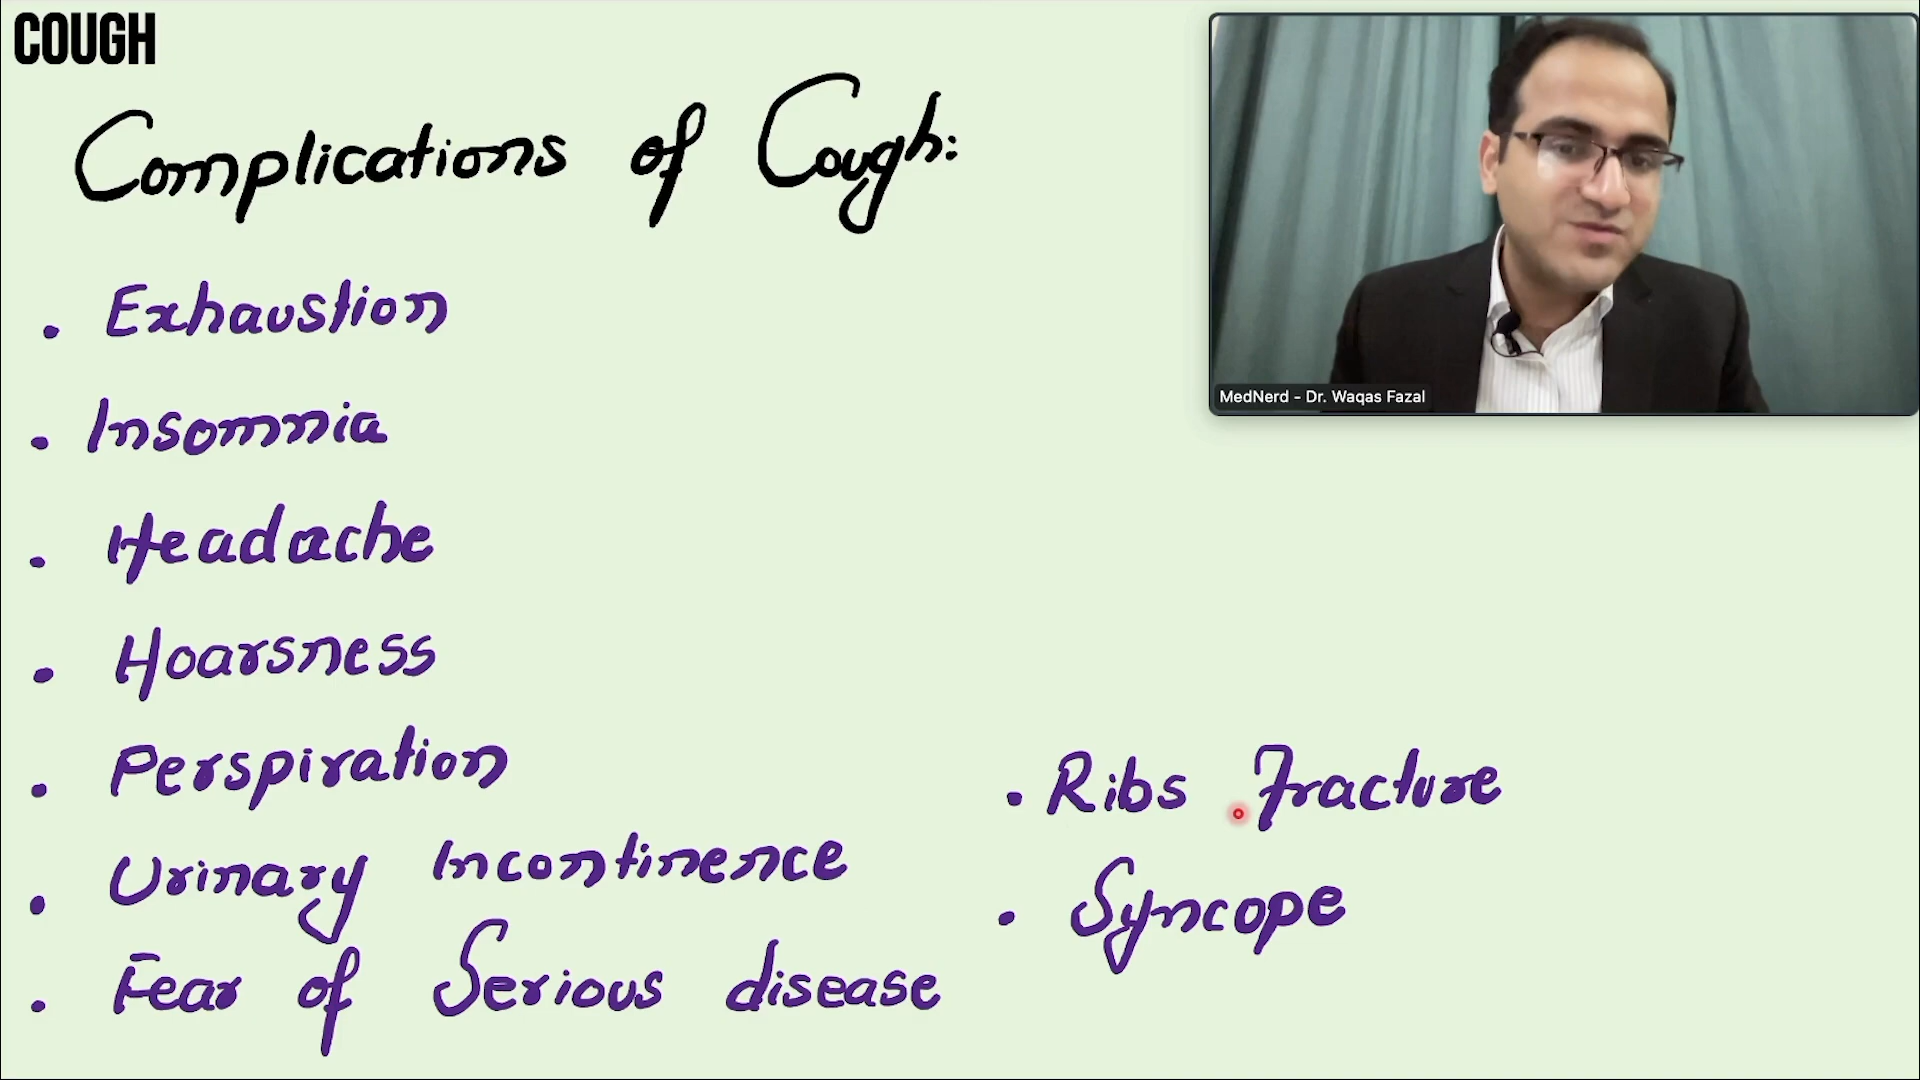 COUGH
Complications of Cough:
• Exhaustion
• Insomnia
• Headache
• Hoarsness
• Perspiration
• Urinary Incontinence
• Fear of Serious disease
• Ribs Fracture
• Syncope
MedNerd - Dr. Waqas Fazal